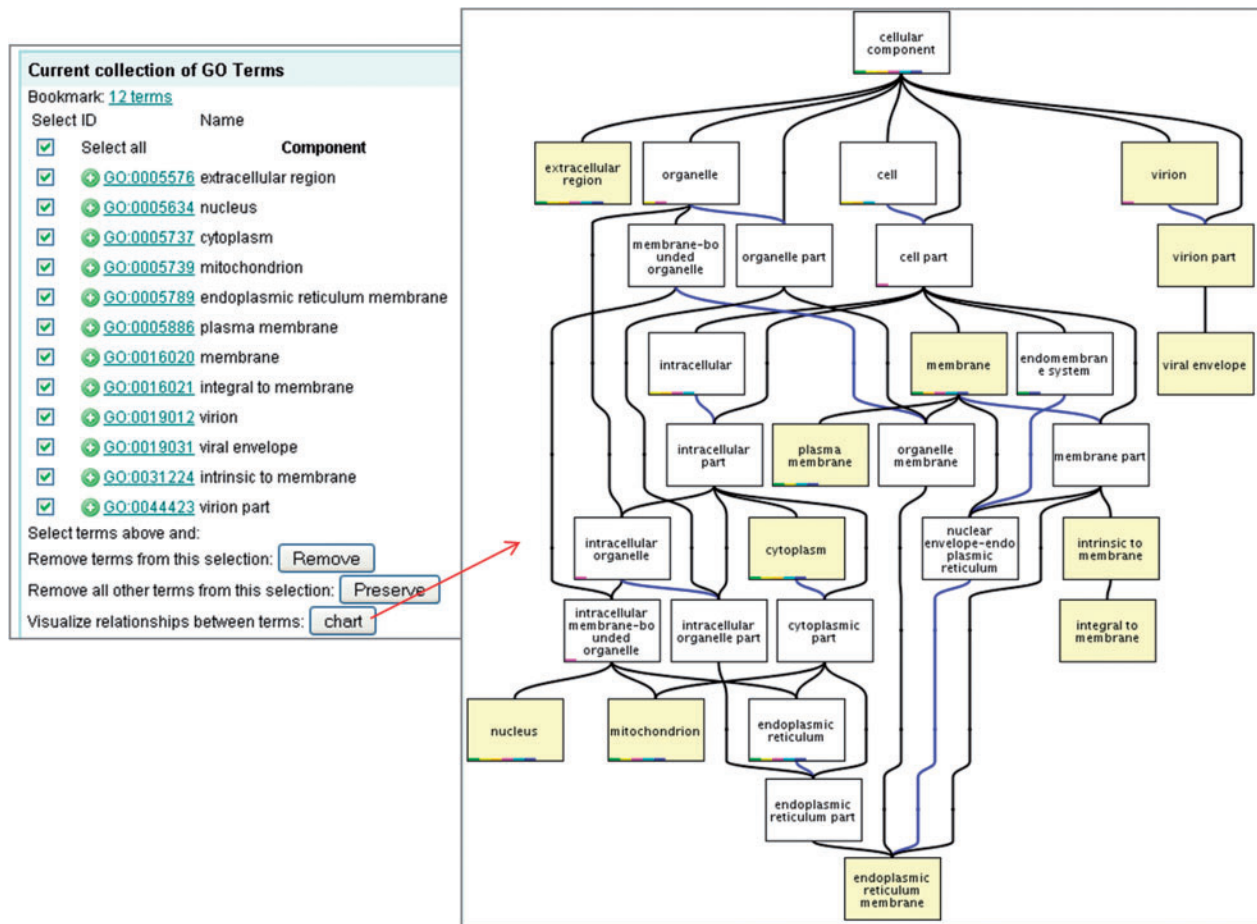 Current collection of GO Terms
Bookmark: 12 terms
Select ID Name
Select all Component
GO:0005576 extracellular region
GO:0005634 nucleus
GO:0005737 cytoplasm
GO:0005739 mitochondrion
GO:0005789 endoplasmic reticulum membrane
GO:0005886 plasma membrane
GO:0016020 membrane
GO:0016021 integral to membrane
GO:0019012 virion
GO:0019031 viral envelope
GO:0031224 intrinsic to membrane
GO:0044423 virion part
Select terms above and:
Remove terms from this selection: Remove
Remove all other terms from this selection: Preserve
Visualize relationships between terms: chart
cellular
component
extracellular
region
organelle
cell
virion
membrane-bo
unded
organelle
organelle part
cell part
virion part
intracellular
membrane
endomembran
e system
viral envelope
intracellular
part
plasma
membrane
organelle
membrane
membrane part
intracellular
organelle
cytoplasm
nuclear
envelope-endo
plasmic
reticulum
intrinsic to
membrane
intracellular
membrane-bo
unded
organelle
intracellular
organelle part
cytoplasmic
part
integral to
membrane
nucleus
mitochondrion
endoplasmic
reticulum
endoplasmic
reticulum part
endoplasmic
reticulum
membrane